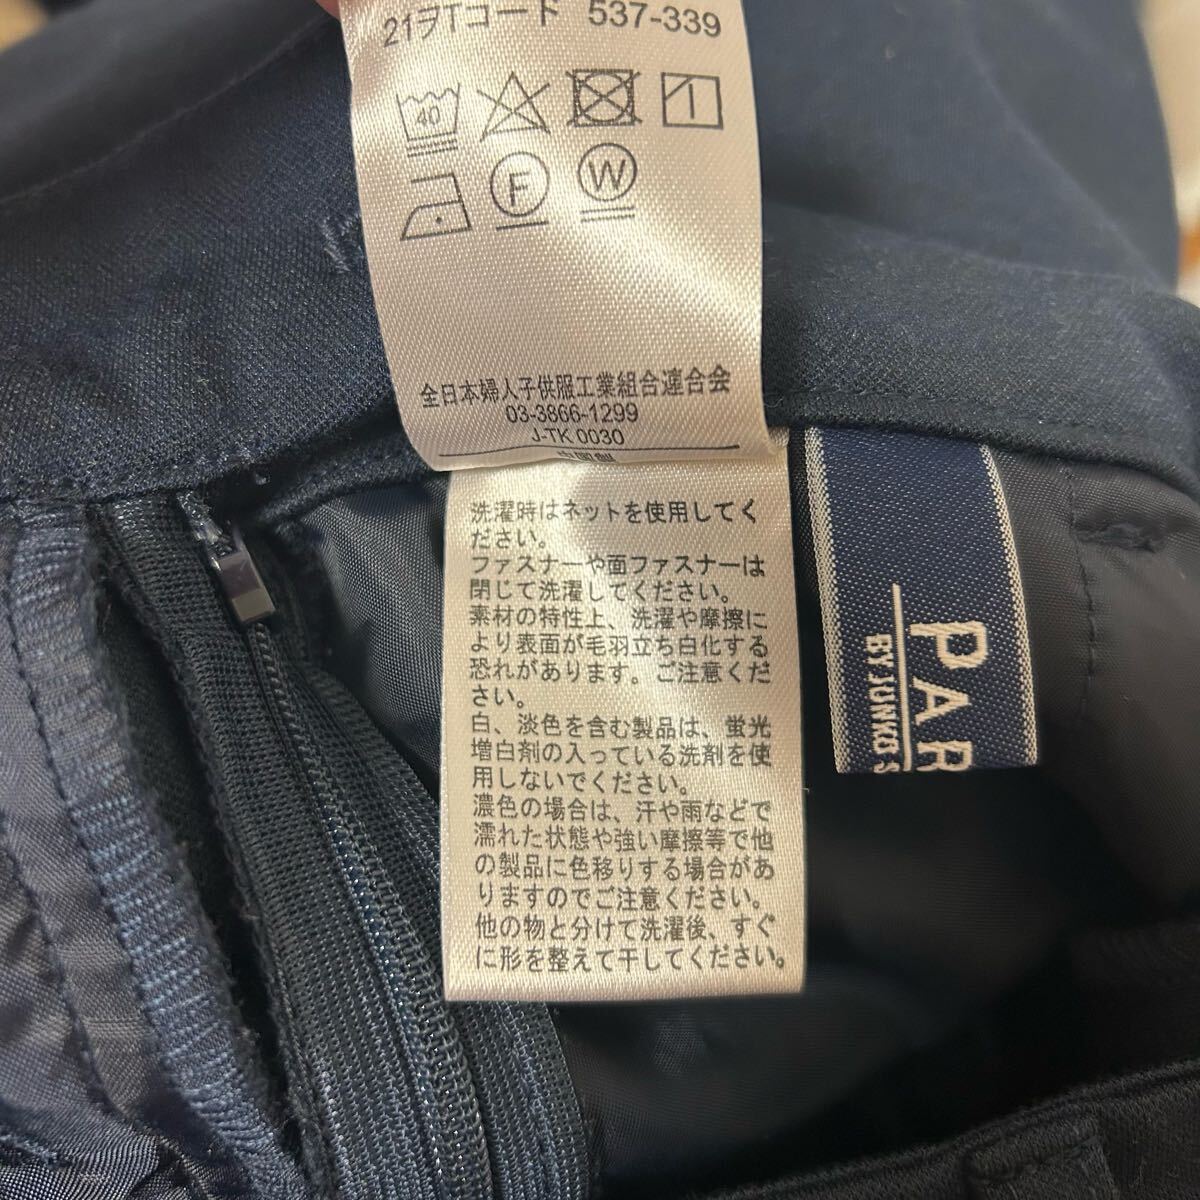 21ヲTコード 537-339
40
F W
全日本婦人子供服工業組合連合会
03-3866-1299
J-TK 0030
中国製
洗濯時はネットを使用してく
ださい。
ファスナーや面ファスナーは
閉じて洗濯してください。
素材の特性上、洗濯や摩擦に
より表面が毛羽立ち白化する
恐れがあります。ご注意くだ
さい。
白、淡色を含む製品は、蛍光
増白剤の入っている洗剤を使
用しないでください。
濃色の場合は、汗や雨などで
濡れた状態や強い摩擦等で他
の製品に色移りする場合があ
りますのでご注意ください。
他の物と分けて洗濯後、すぐ
に形を整えて干してください。
PAR
BY JUNKO S